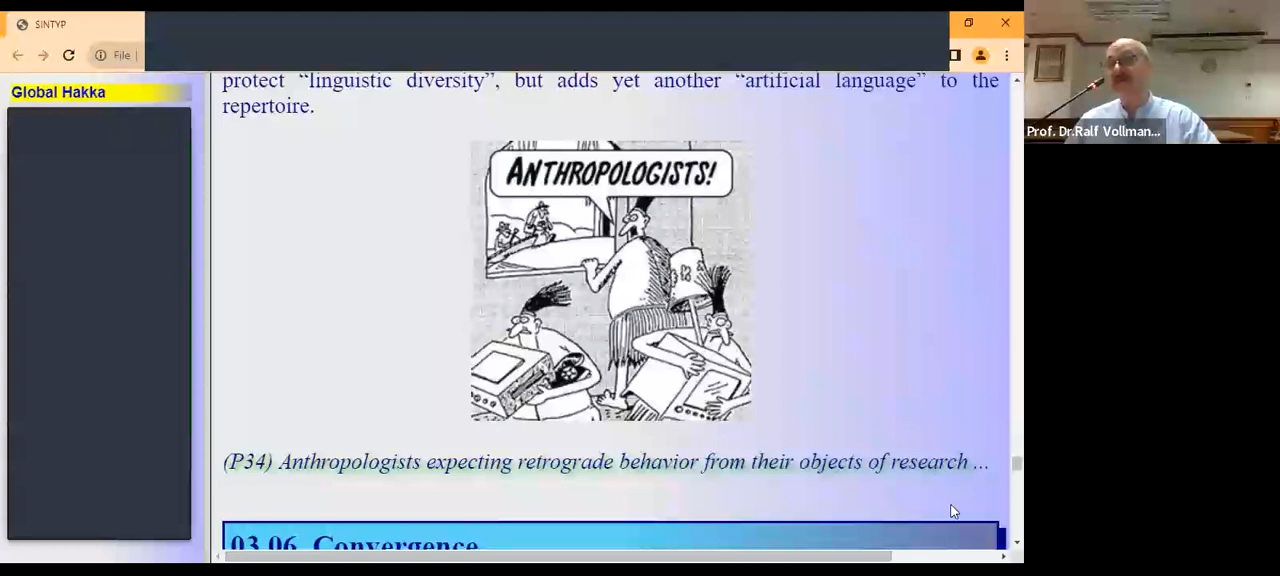 SINTYP
File
Global Hakka
protect “linguistic diversity”, but adds yet another “artificial language” to the
repertoire.
ANTHROPOLOGISTS!
(P34) Anthropologists expecting retrograde behavior from their objects of research ...
03.06. Convergence
Prof. Dr.Ralf Vollman...